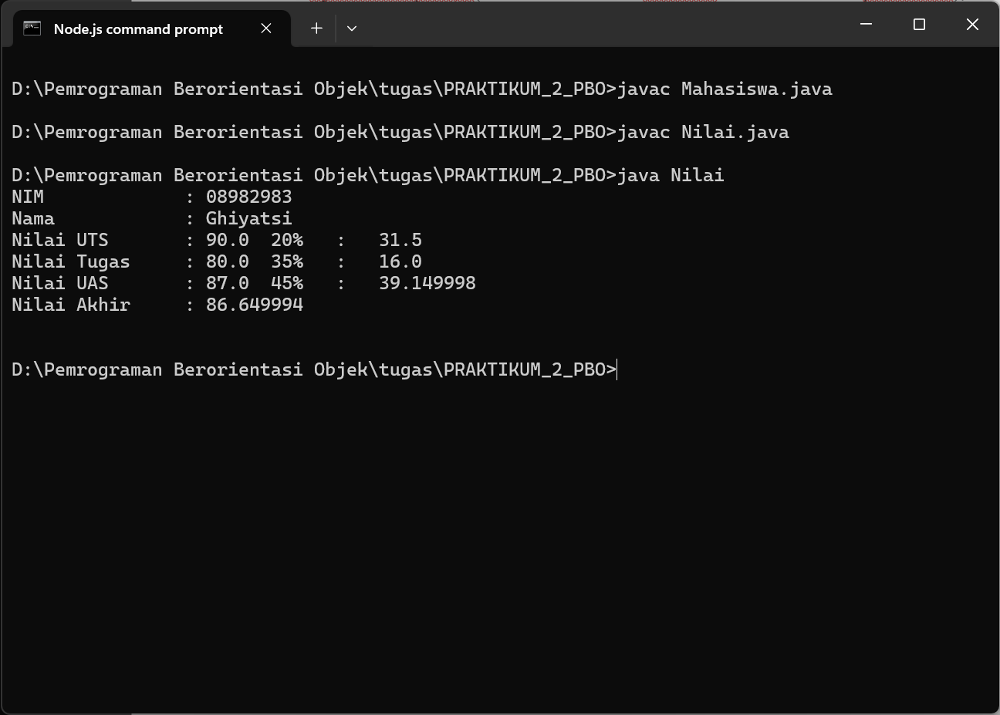 Node.js command prompt
D:\Pemrograman Berorientasi Objek\tugas\PRAKTIKUM_2_PBO>javac Mahasiswa.java
D:\Pemrograman Berorientasi Objek\tugas\PRAKTIKUM_2_PBO>javac Nilai.java
D:\Pemrograman Berorientasi Objek\tugas\PRAKTIKUM_2_PBO>java Nilai
NIM             : 08982983
Nama            : Ghiyatsi
Nilai UTS       : 90.0  20%   :   31.5
Nilai Tugas     : 80.0  35%   :   16.0
Nilai UAS       : 87.0  45%   :   39.149998
Nilai Akhir     : 86.649994
D:\Pemrograman Berorientasi Objek\tugas\PRAKTIKUM_2_PBO>